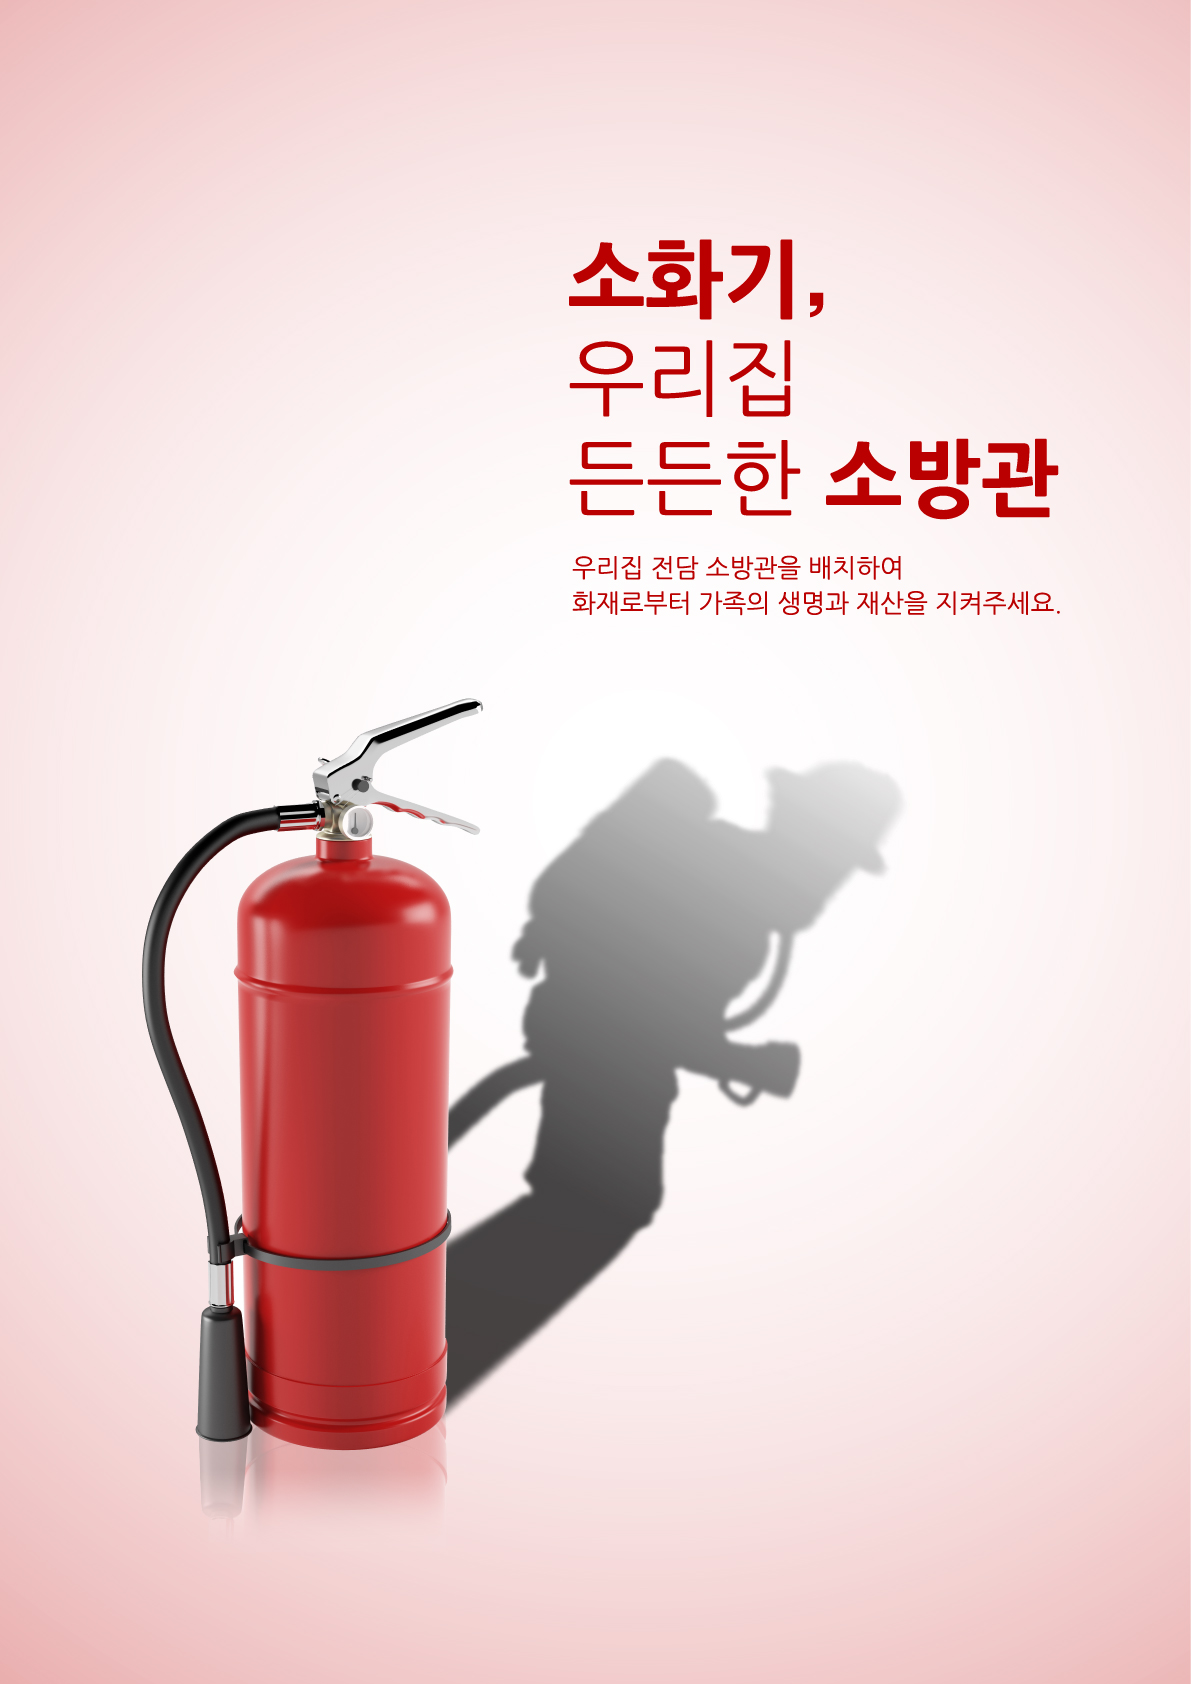 소화기,
우리집
든든한 소방관
우리집 전담 소방관을 배치하여
화재로부터 가족의 생명과 재산을 지켜주세요.